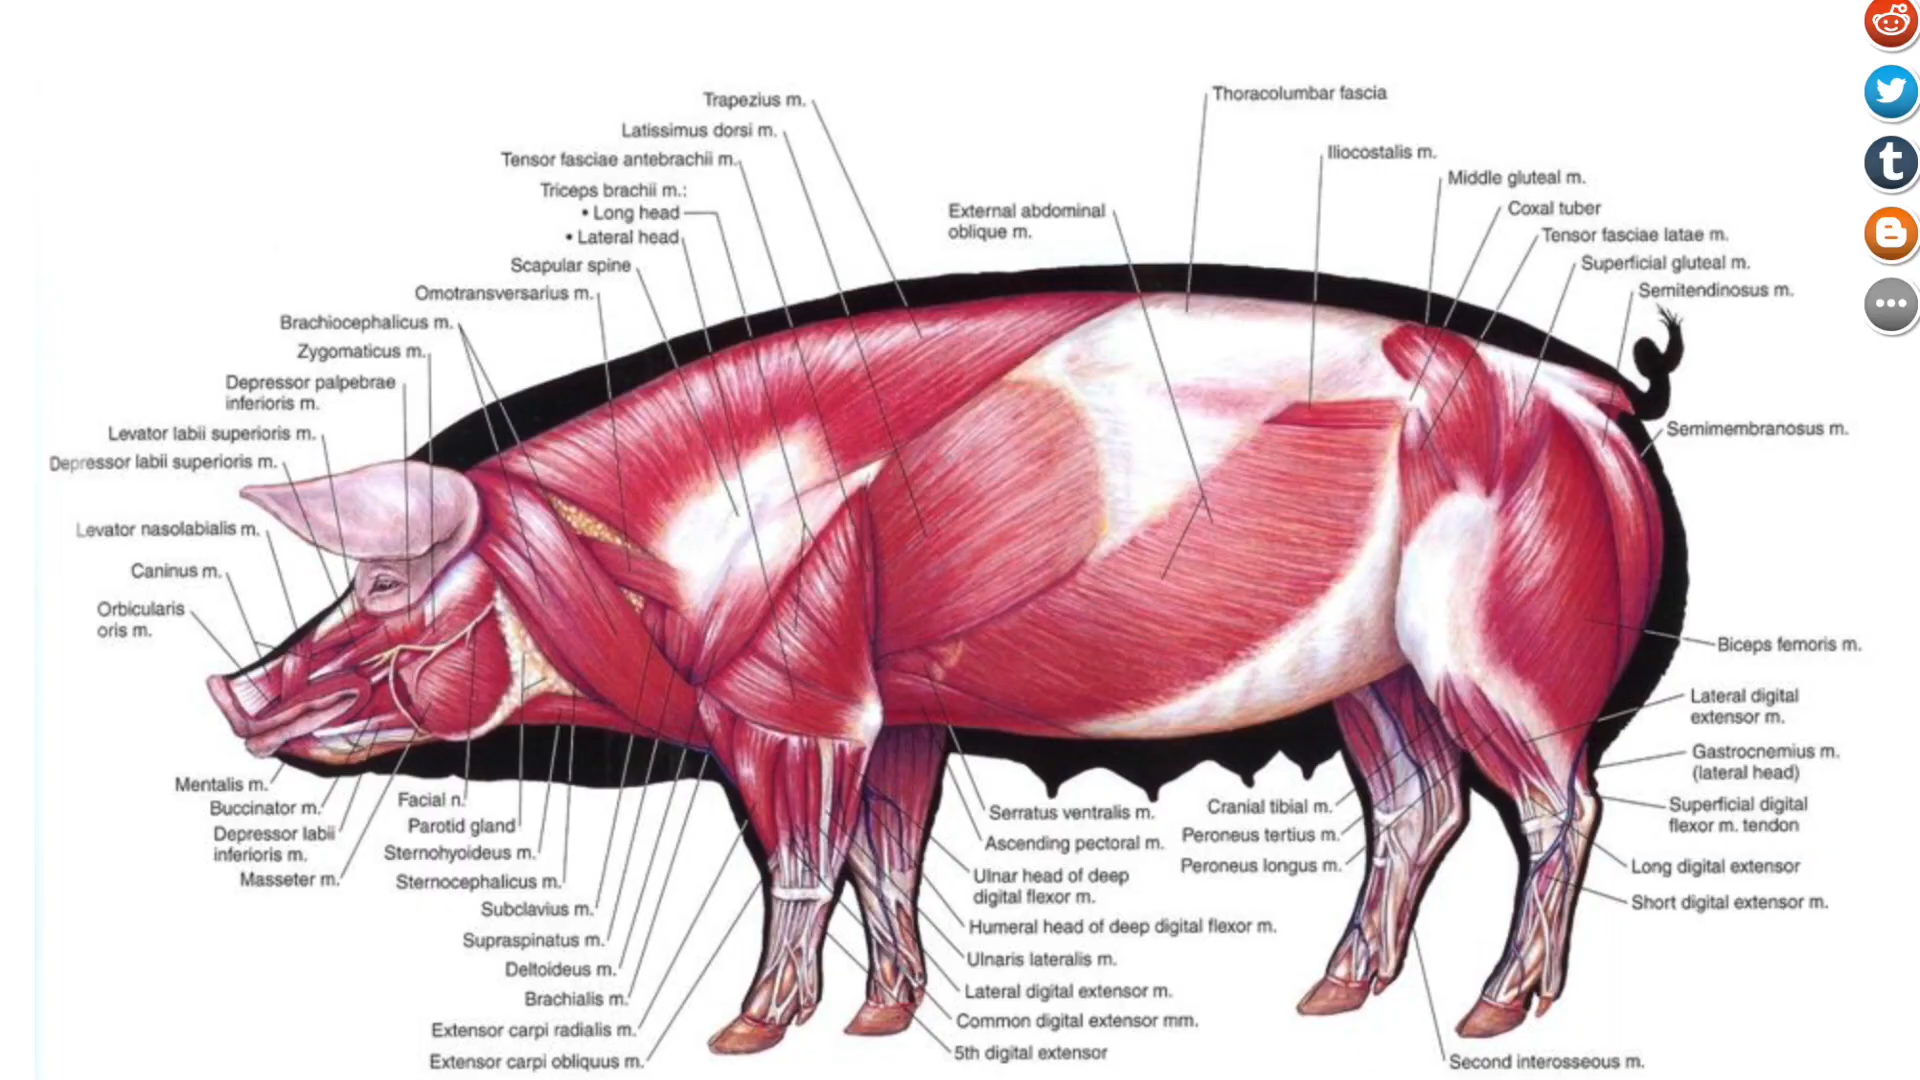 Trapezius m.
Latissimus dorsi m.
Tensor fasciae antebrachii m.
Triceps brachii m.:
• Long head
• Lateral head
Scapular spine
Omotransversarius m.
Brachiocephalicus m.
Zygomaticus m.
Depressor palpebrae
inferioris m.
Levator labii superioris m.
Depressor labii superioris m.
Levator nasolabialis m.
Caninus m.
Orbicularis
oris m.
External abdominal
oblique m.
Thoracolumbar fascia
Iliocostalis m.
Middle gluteal m.
Coxal tuber
Tensor fasciae latae m.
Superficial gluteal m.
Semitendinosus m.
Semimembranosus m.
Biceps femoris m.
Lateral digital
extensor m.
Gastrocnemius m.
(lateral head)
Superficial digital
flexor m. tendon
Long digital extensor
Short digital extensor m.
Mentalis m.
Buccinator m.
Depressor labii
inferioris m.
Masseter m.
Facial n.
Parotid gland
Sternohyoideus m.
Sternocephalicus m.
Subclavius m.
Supraspinatus m.
Deltoideus m.
Brachialis m.
Extensor carpi radialis m.
Extensor carpi obliquus m.
Serratus ventralis m.
Ascending pectoral m.
Ulnar head of deep
digital flexor m.
Humeral head of deep digital flexor m.
Ulnaris lateralis m.
Lateral digital extensor m.
Common digital extensor mm.
5th digital extensor
Cranial tibial m.
Peroneus tertius m.
Peroneus longus m.
Second interosseous m.